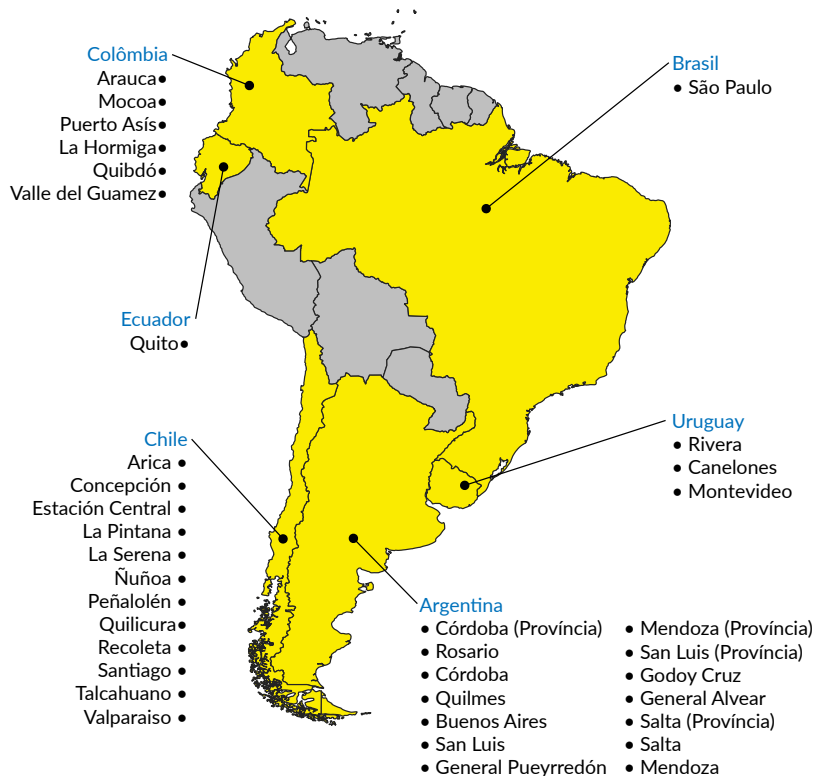 Colômbia
Arauca•
Mocoa•
Puerto Asís•
La Hormiga•
Quibdó•
Valle del Guamez•
Brasil
• São Paulo
Ecuador
Quito•
Chile
Arica •
Concepción •
Estación Central •
La Pintana •
La Serena •
Ñuñoa •
Peñalolén •
Quilicura•
Recoleta •
Santiago •
Talcahuano •
Valparaiso •
Uruguay
• Rivera
• Canelones
• Montevideo
Argentina
• Córdoba (Província)
• Rosario
• Córdoba
• Quilmes
• Buenos Aires
• San Luis
• General Pueyrredón
• Mendoza (Província)
• San Luis (Província)
• Godoy Cruz
• General Alvear
• Salta (Província)
• Salta
• Mendoza